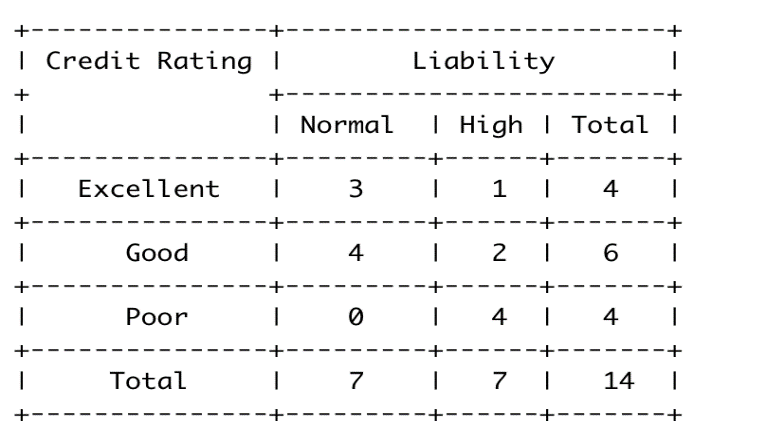 Credit Rating Liability
Normal High Total
Excellent 3 1 4
Good 4 2 6
Poor 0 4 4
Total 7 7 14